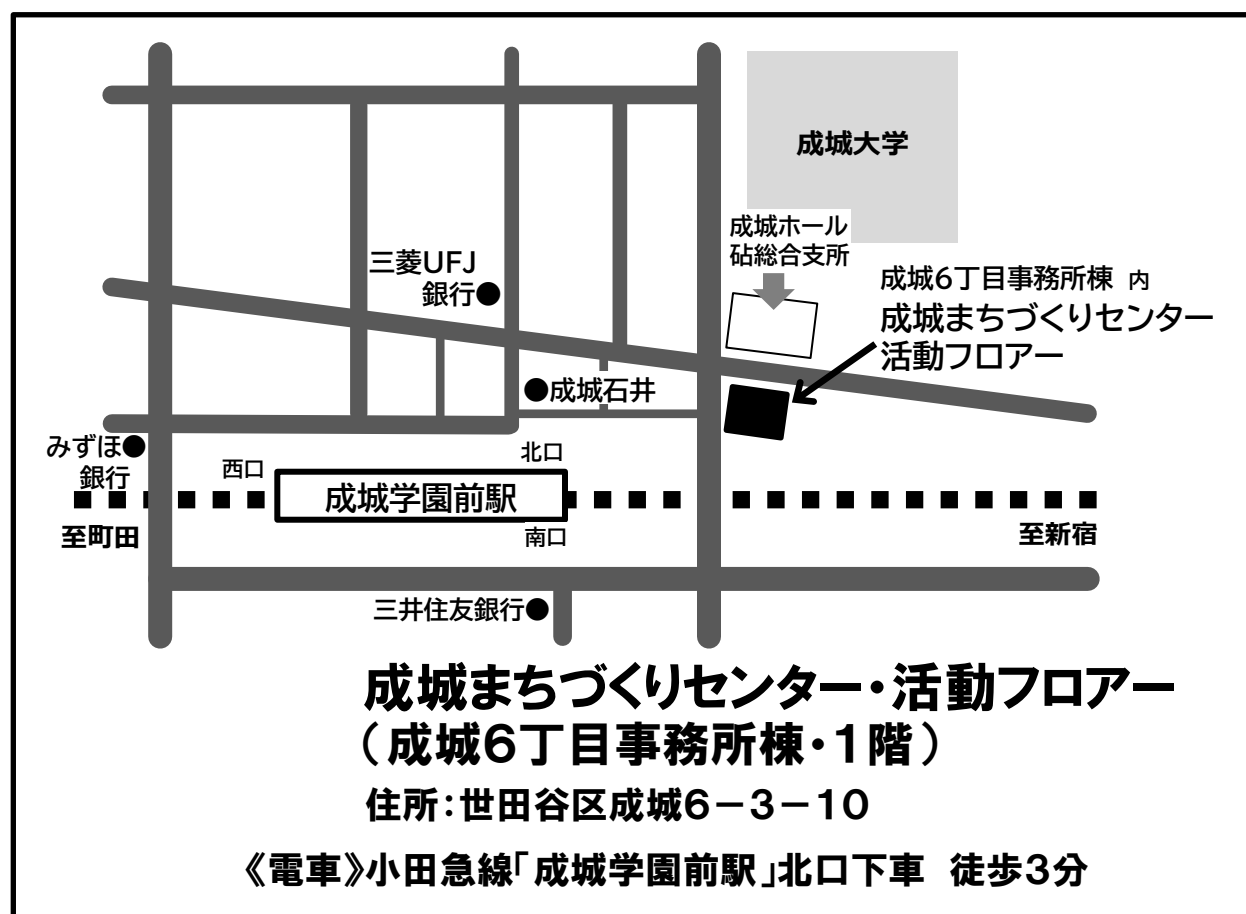 成城大学
成城ホール
砧総合支所
三菱UFJ
銀行●
成城6丁目事務所棟 内
成城まちづくりセンター
活動フロアー
●成城石井
みずほ●
銀行
西口
北口
成城学園前駅
南口
至町田
至新宿
三井住友銀行●
成城まちづくりセンター・活動フロアー
（成城6丁目事務所棟・1階）
住所：世田谷区成城6－3－10
《電車》小田急線「成城学園前駅」北口下車 徒歩3分